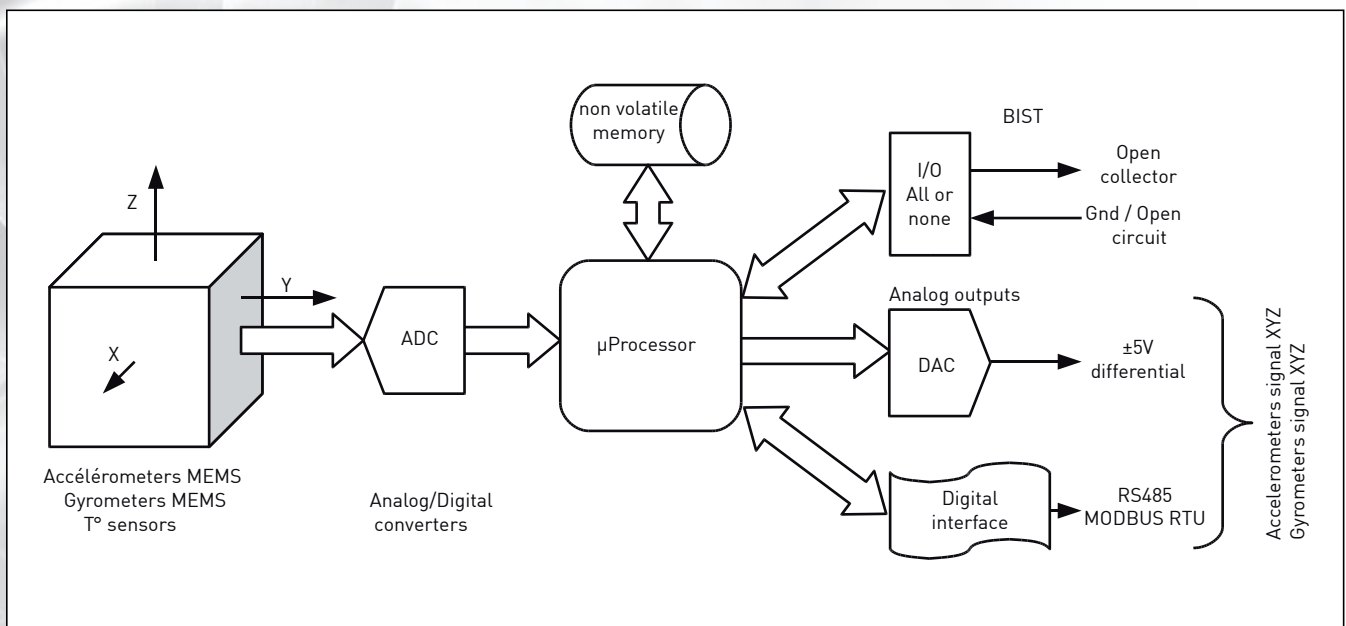 non volatile
memory
BIST
I/O
All or
none
Open
collector
Gnd / Open
circuit
Z
Y
X
ADC
µProcessor
Analog outputs
DAC
±5V
differential
Digital
interface
RS485
MODBUS RTU
Accelerometers signal XYZ
Gyrometers signal XYZ
Accélérometers MEMS
Gyrometers MEMS
T° sensors
Analog/Digital
converters